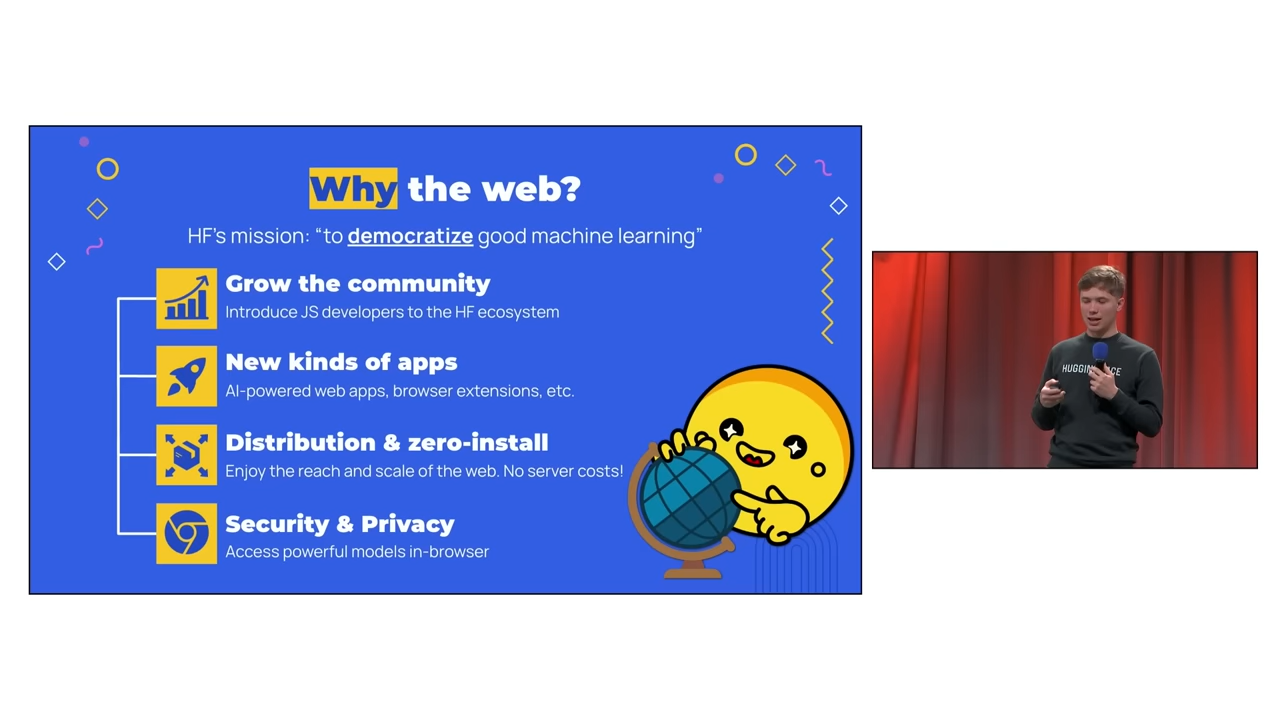 Why the web?
HF's mission: “to democratize good machine learning”
Grow the community
Introduce JS developers to the HF ecosystem
New kinds of apps
AI-powered web apps, browser extensions, etc.
Distribution & zero-install
Enjoy the reach and scale of the web. No server costs!
Security & Privacy
Access powerful models in-browser